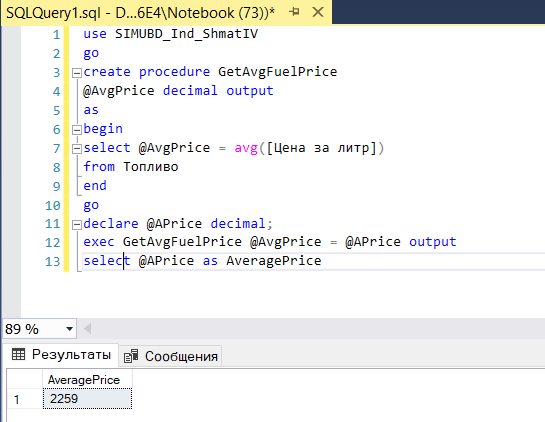 SQLQuery1.sql - D...6E4\Notebook (73))*
1 use SIMUBD_Ind_ShmatIV
2 go
3 create procedure GetAvgFuelPrice
4 @AvgPrice decimal output
5 as
6 begin
7 select @AvgPrice = avg([Цена за литр])
8 from Топливо
9 end
10 go
11 declare @APrice decimal;
12 exec GetAvgFuelPrice @AvgPrice = @APrice output
13 select @APrice as AveragePrice
89 %
Результаты Сообщения
AveragePrice
1 2259